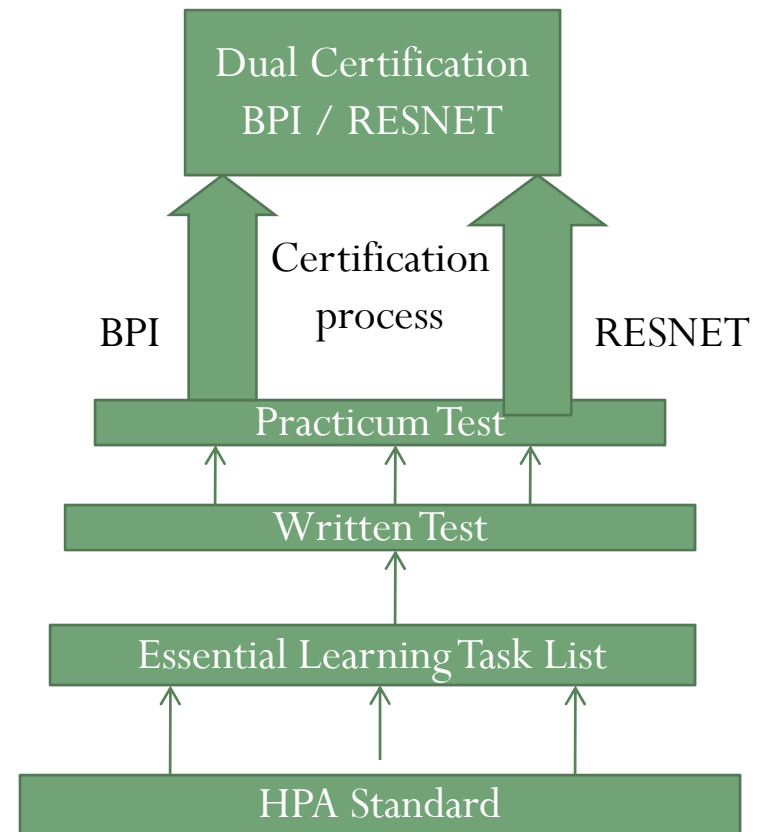 Dual Certification
BPI / RESNET
Certification
process
BPI
RESNET
Practicum Test
Written Test
Essential Learning Task List
HPA Standard